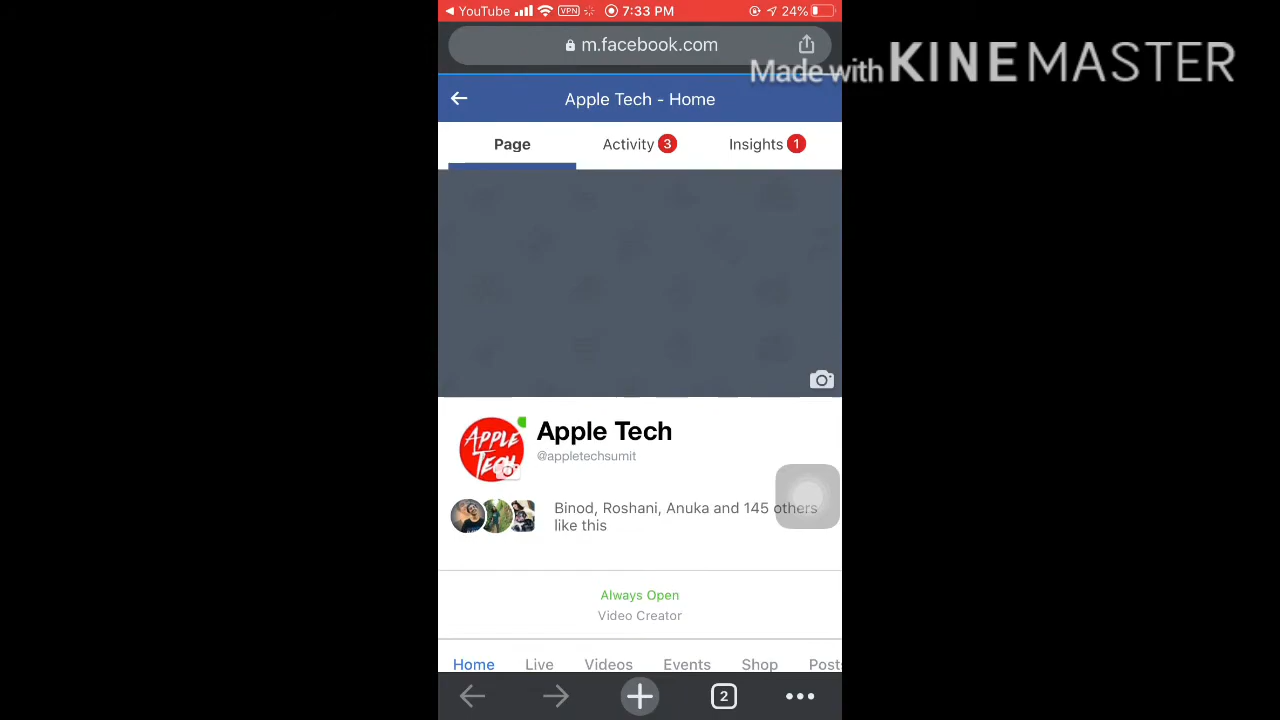 YouTube VPN 7:33 PM 24%
m.facebook.com
Made with KINEMASTER
Apple Tech - Home
Page Activity 3 Insights 1
APPLE
TECH
Apple Tech
@appletechsumit
Binod, Roshani, Anuka and 145 others
like this
Always Open
Video Creator
Home Live Videos Events Shop Posts
2